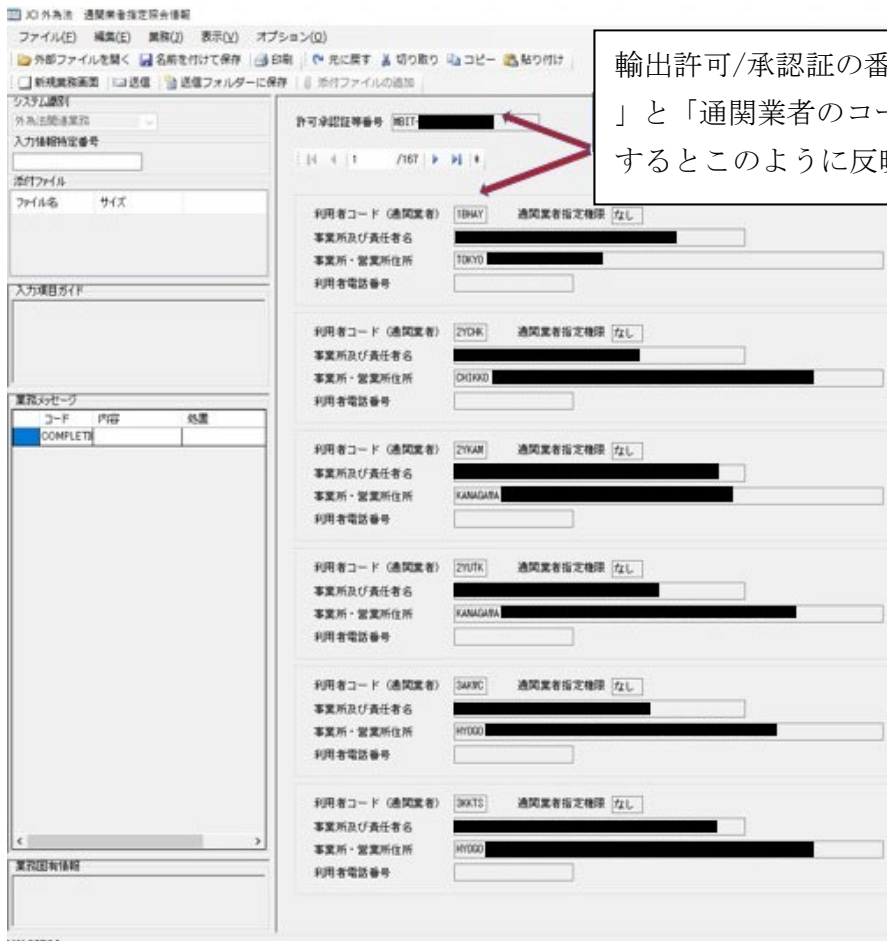 JCI 外為法 通関業者指定照会情報
ファイル(F) 編集(E) 業務(J) 表示(V) オプション(O)
外部ファイルを開く 名前を付けて保存 印刷 元に戻す 切り取り コピー 貼り付け
新規業務画面 送信 送信フォルダーに保存 添付ファイルの追加
輸出許可/承認証の番
」と「通関業者のコー
するとこのように反
システム識別
外為法関連業務
入力情報特定番号
添付ファイル
ファイル名 サイズ
入力項目ガイド
業務メッセージ
コード 内容 処置
COMPLETI
業務固有情報
許可承認証等番号 MBIT-
1 /167
利用者コード (通関業者) 1BHAY 通関業者指定権限 なし
事業所及び責任者名
事業所・営業所住所 TOKYO
利用者電話番号
利用者コード (通関業者) 2YCHK 通関業者指定権限 なし
事業所及び責任者名
事業所・営業所住所 CHIKKO
利用者電話番号
利用者コード (通関業者) 2YKAM 通関業者指定権限 なし
事業所及び責任者名
事業所・営業所住所 KANAGAWA
利用者電話番号
利用者コード (通関業者) 2YUTK 通関業者指定権限 なし
事業所及び責任者名
事業所・営業所住所 KANAGAWA
利用者電話番号
利用者コード (通関業者) 3AKWC 通関業者指定権限 なし
事業所及び責任者名
事業所・営業所住所 HYOGO
利用者電話番号
利用者コード (通関業者) 3KKTS 通関業者指定権限 なし
事業所及び責任者名
事業所・営業所住所 HYOGO
利用者電話番号